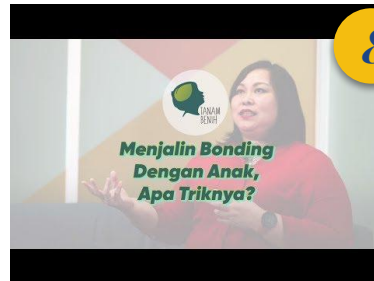 TANAM
BENIH
Menjalin Bonding
Dengan Anak,
Apa Triknya?